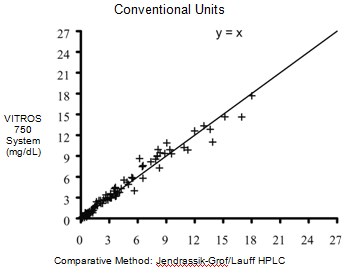 Conventional Units
y = x
27
24
21
18
15
12
9
6
3
0
VITROS
750
System
(mg/dL)
0 3 6 9 12 15 18 21 24 27
Comparative Method: Jendrassik-Grof/Lauff HPLC